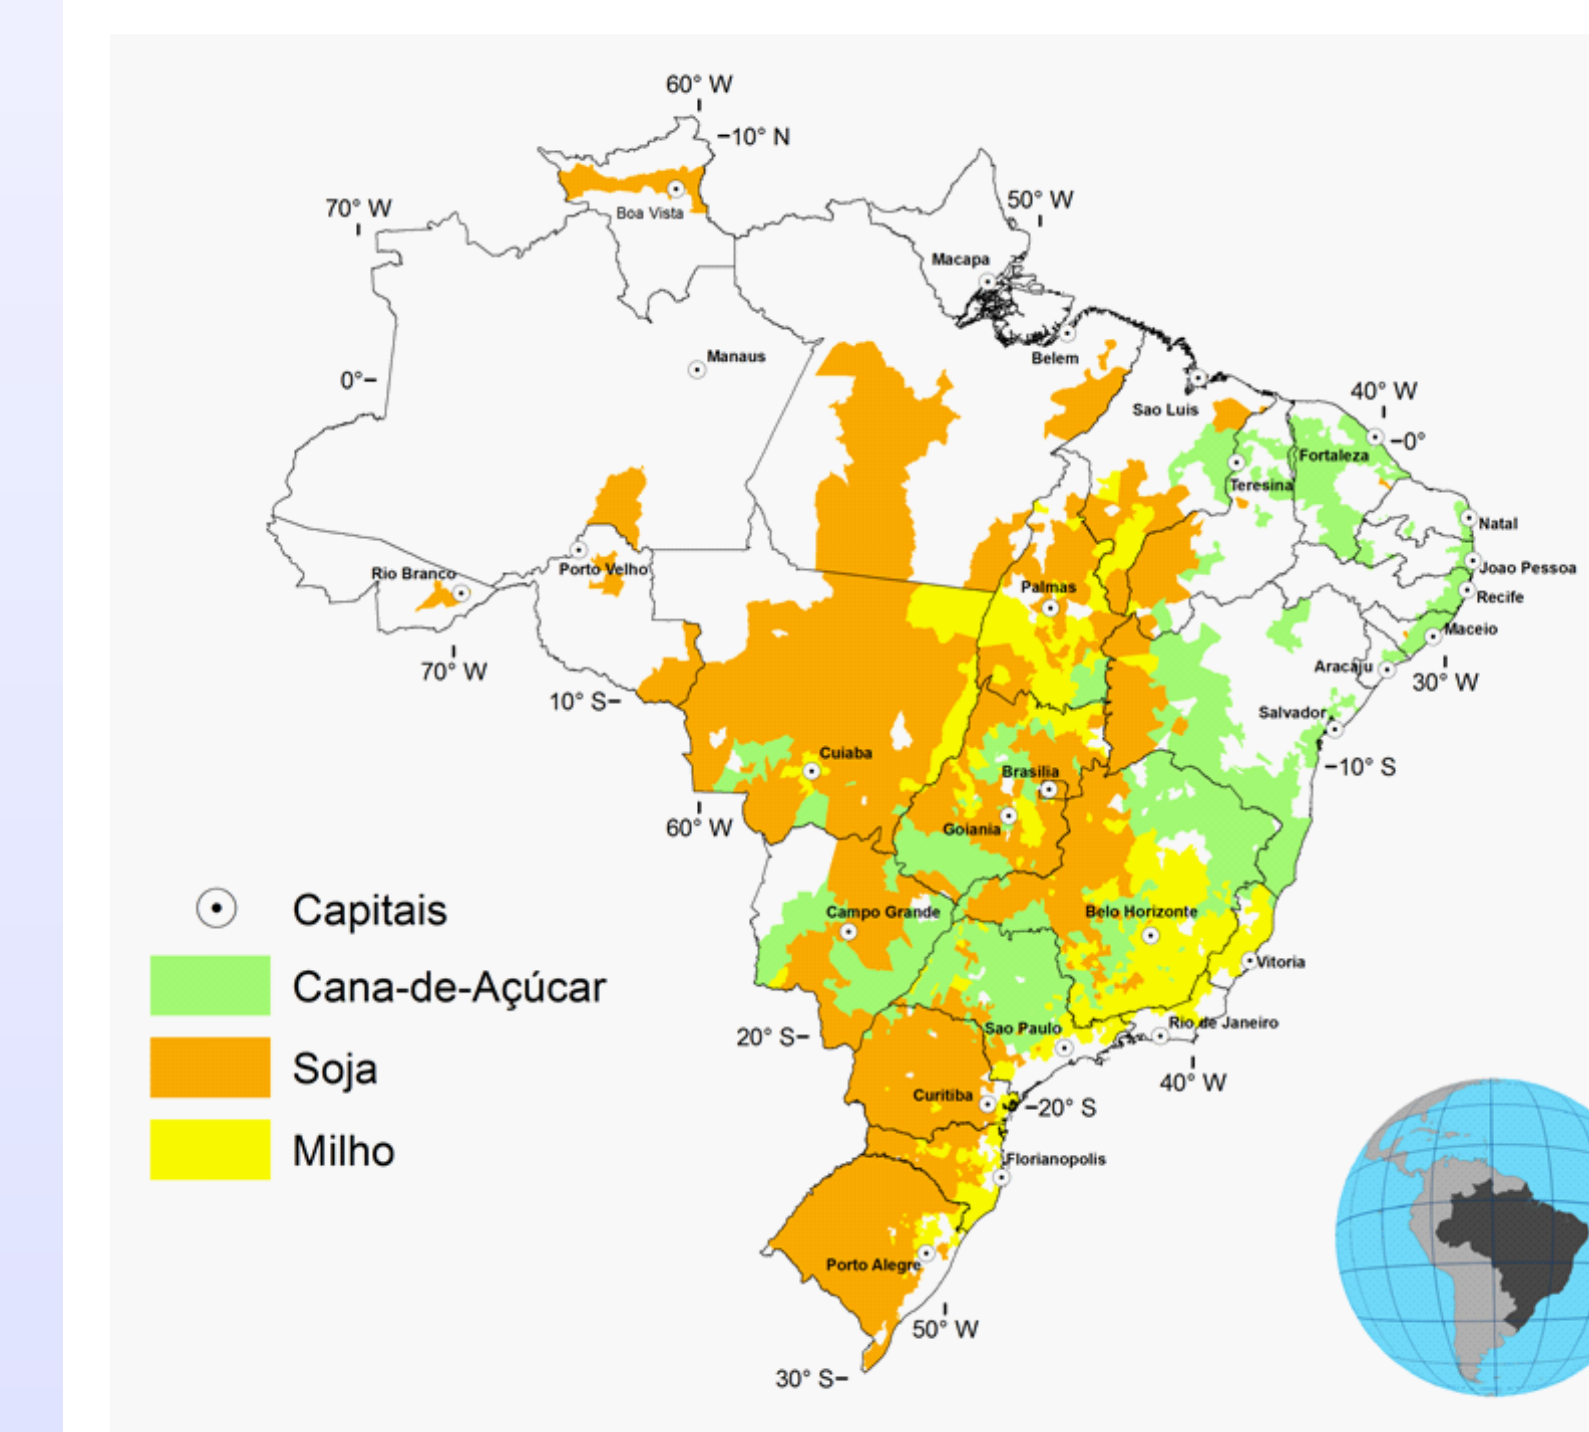 60° W
10° N
70° W
50° W
Boa Vista
Macapa
Manaus
Belem
0°
40° W
Sao Luis
0°
Fortaleza
Teresina
Natal
Rio Branco
Porto Velho
Joao Pessoa
Palmas
Recife
Maceio
70° W
Aracaju
30° W
10° S
Salvador
Cuiaba
10° S
Brasilia
60° W
Goiania
Capitais
Campo Grande
Belo Horizonte
Vitoria
Cana-de-Açúcar
20° S
Sao Paulo
Rio de Janeiro
Soja
40° W
Curitiba
20° S
Milho
Florianopolis
Porto Alegre
50° W
30° S